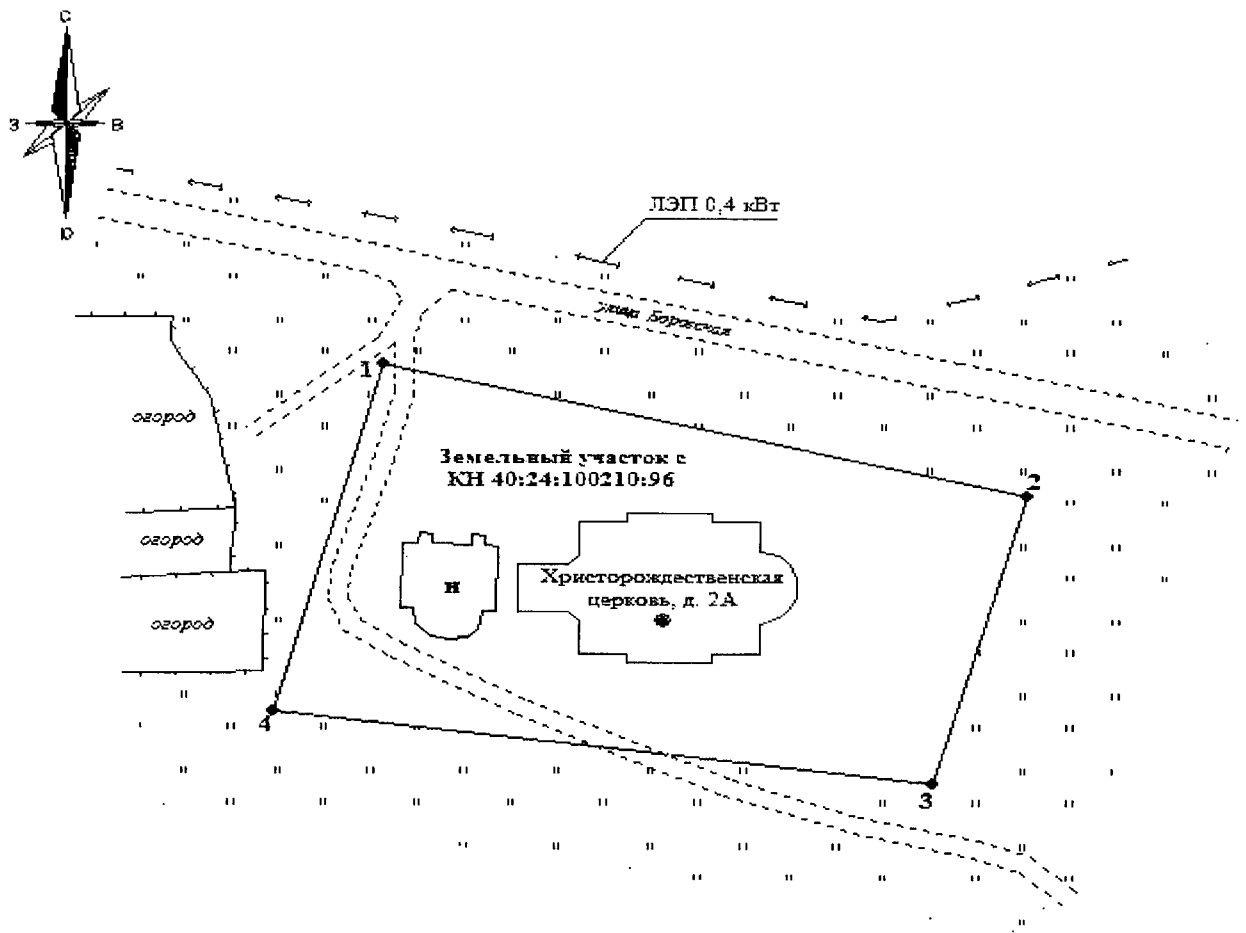 С
З В
Ю
ЛЭП 0,4 кВт
улица
1
огород
Земельный участок с
КН 40:24:100210:96
2
огород
н
Христорождественская
церковь, д. 2А
огород
4
3